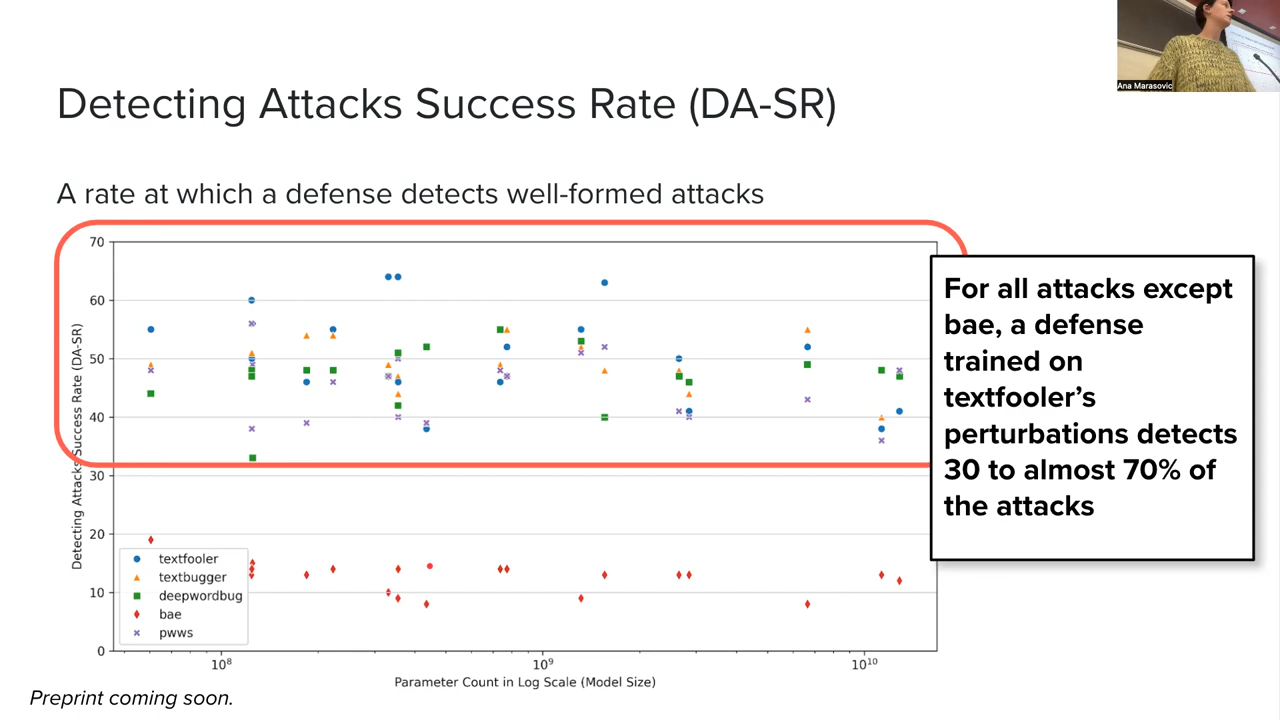 Ana Marasovic
Detecting Attacks Success Rate (DA-SR)
A rate at which a defense detects well-formed attacks
70
60
50
40
30
20
10
0
Detecting Attacks Success Rate (DA-SR)
textfooler
textbugger
deepwordbug
bae
pwws
10⁸
10⁹
10¹⁰
Parameter Count in Log Scale (Model Size)
For all attacks except
bae, a defense
trained on
textfooler’s
perturbations detects
30 to almost 70% of
the attacks
Preprint coming soon.